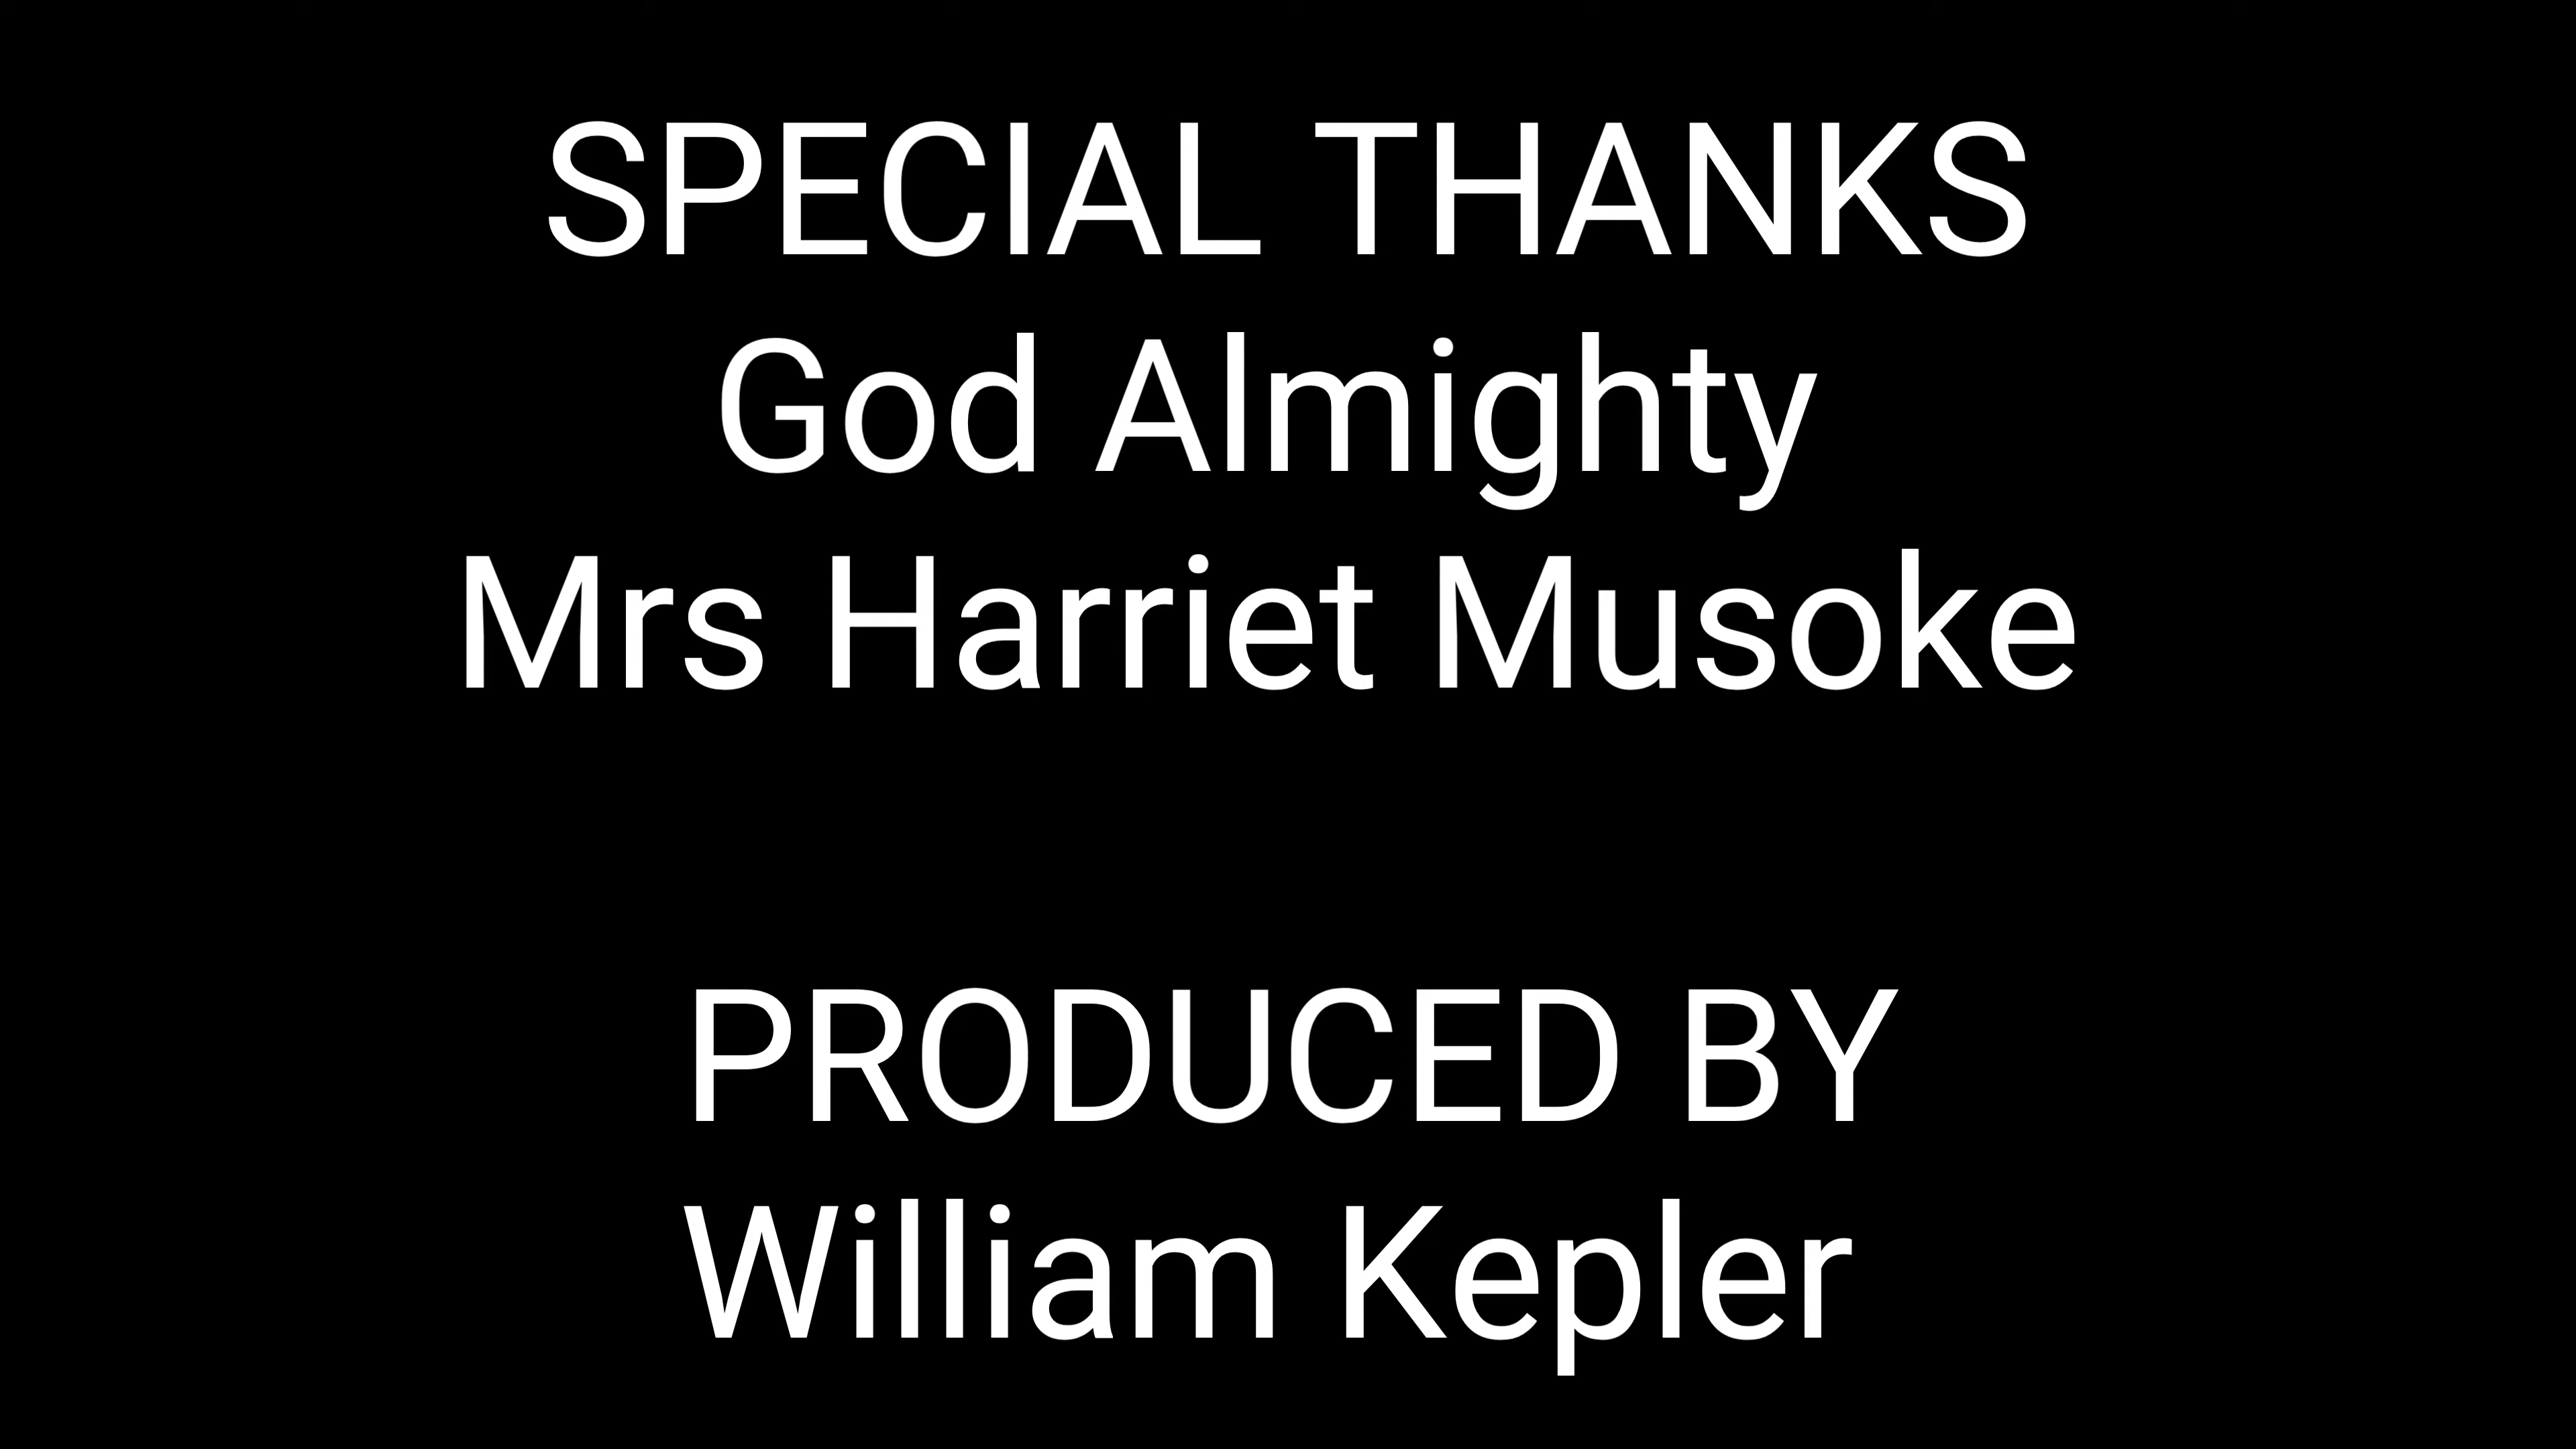 SPECIAL THANKS
God Almighty
Mrs Harriet Musoke
PRODUCED BY
William Kepler